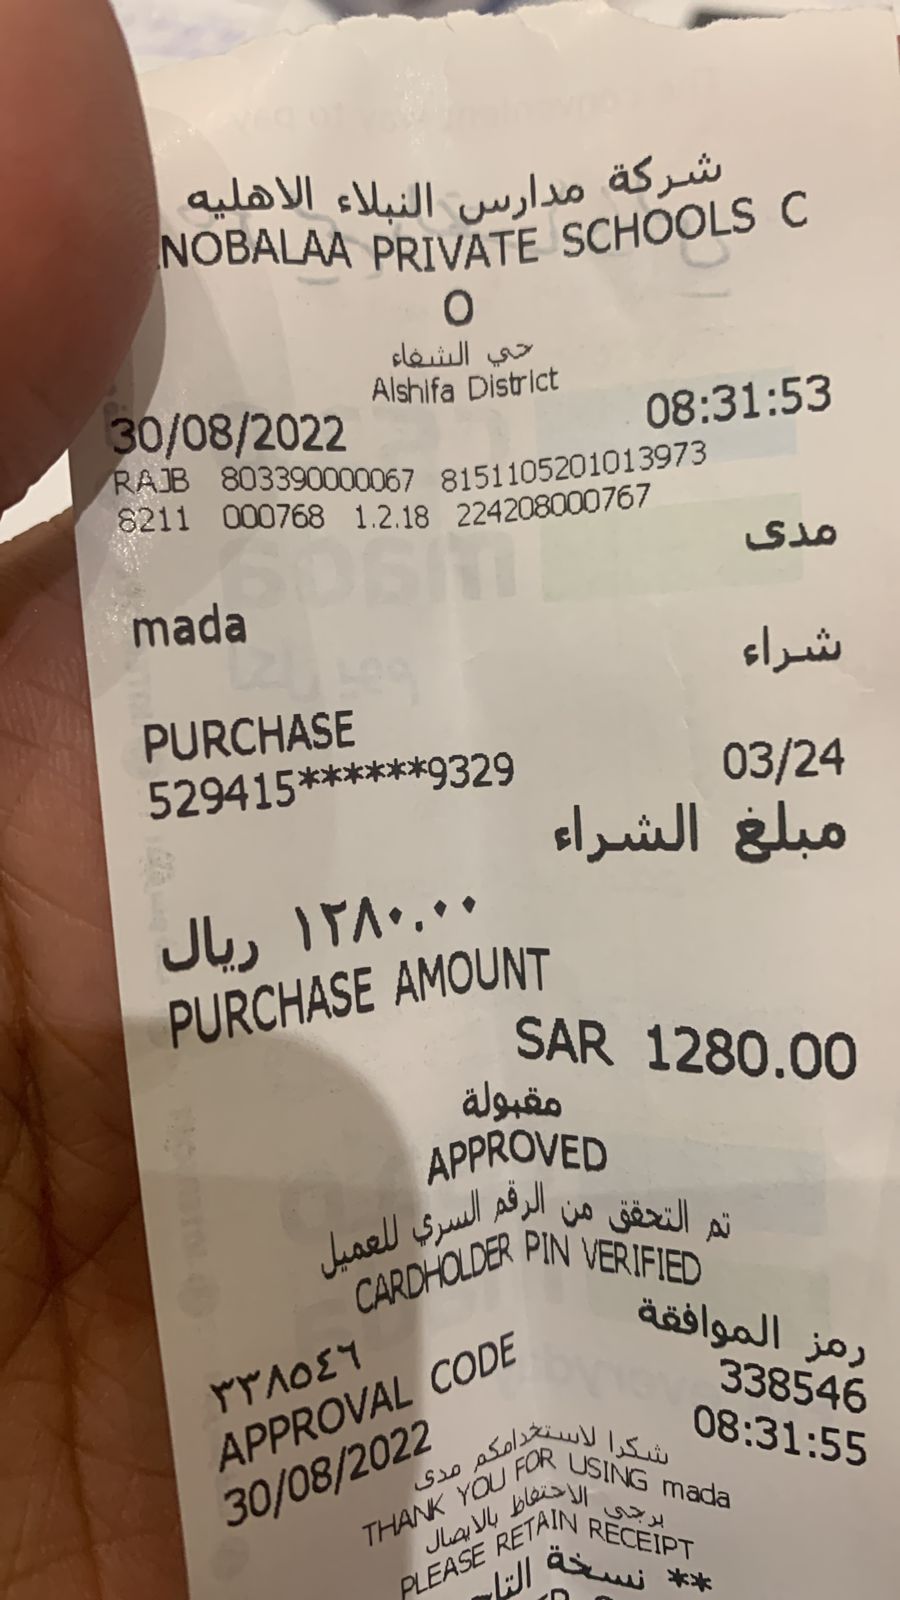 شركة مدارس النبلاء الاهليه
NOBALAA PRIVATE SCHOOLS C
O
حي الشفاء
Alshifa District
30/08/2022 08:31:53
RAJB 803390000067 8151105201013973
8211 000768 1.2.18 224208000767
مدى
mada
شراء
PURCHASE
529415******9329 03/24
مبلغ الشراء
١٢٨٠.٠٠ ريال
PURCHASE AMOUNT
SAR 1280.00
مقبولة
APPROVED
تم التحقق من الرقم السري للعميل
CARDHOLDER PIN VERIFIED
رمز الموافقة
٣٣٨٥٤٦ 338546
APPROVAL CODE
30/08/2022 08:31:55
شكرا لاستخدامكم مدى
THANK YOU FOR USING mada
يرجى الاحتفاظ بالايصال
PLEASE RETAIN RECEIPT
** نسخة